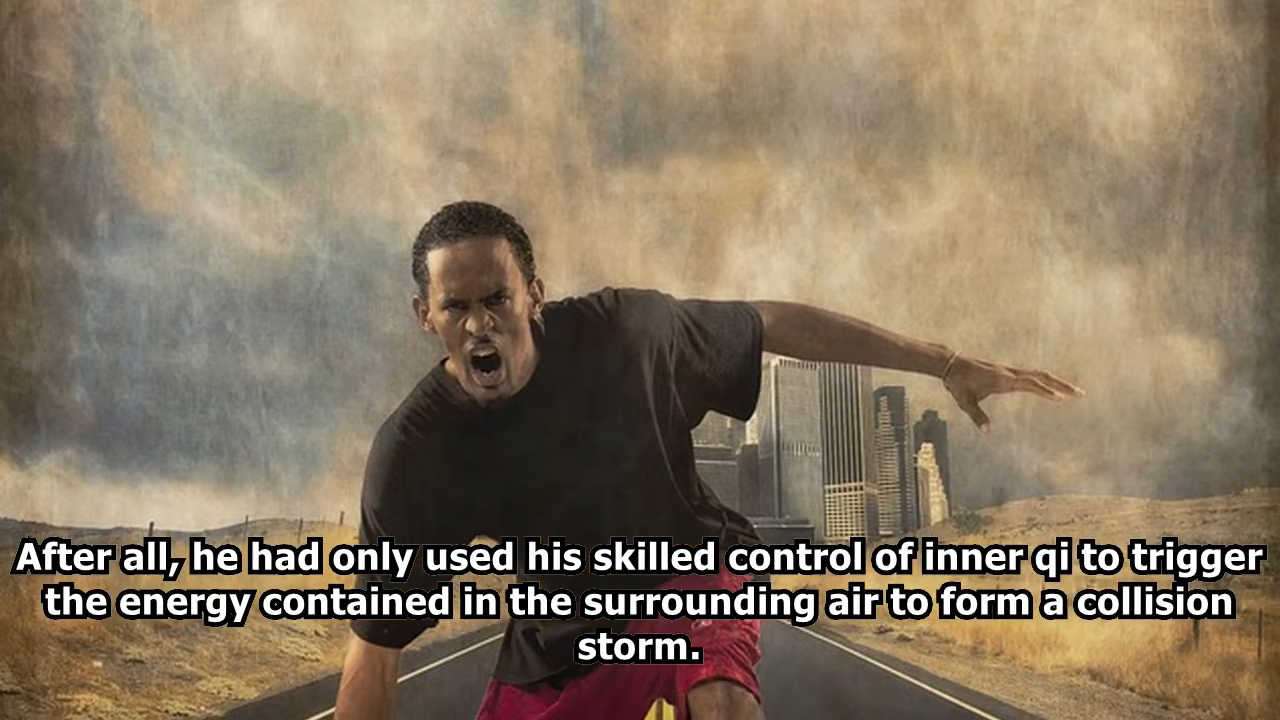 After all, he had only used his skilled control of inner qi to trigger
the energy contained in the surrounding air to form a collision
storm.